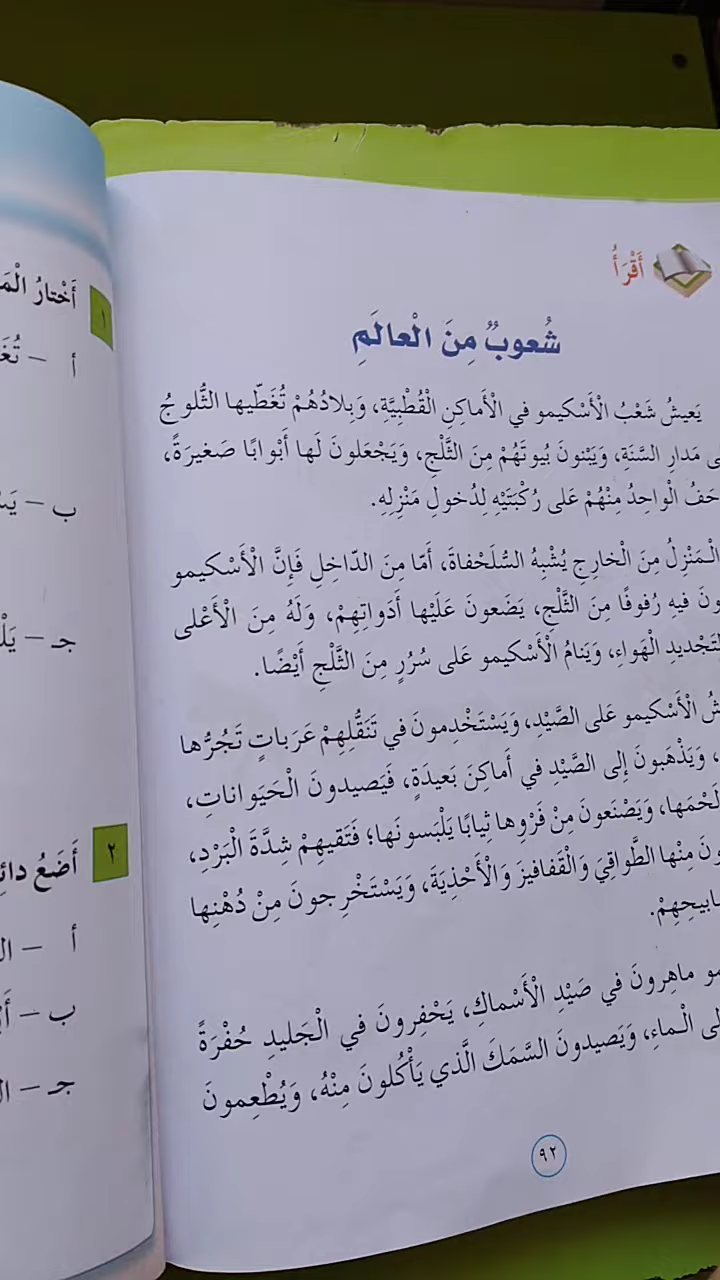 أَقْرَأُ
شُعوبٌ مِنَ الْعالَمِ
يَعيشُ شَعْبُ الْأَسْكيمو في الْأَماكِنِ الْقُطْبِيَّةِ، وَبِلادُهُمْ تُغَطّيها الثُّلوجُ
مَدارِ السَّنَةِ، وَيَبْنونَ بُيوتَهُمْ مِنَ الثَّلْجِ، وَيَجْعَلونَ لَها أَبْوابًا صَغيرَةً،
الْواحِدُ مِنْهُمْ عَلى رُكْبَتَيْهِ لِدُخولِ مَنْزِلِهِ.
الْمَنْزِلُ مِنَ الْخارِجِ يُشْبِهُ السُّلَحْفاةَ، أَمّا مِنَ الدّاخِلِ فَإِنَّ الْأَسْكيمو
فيهِ رُفوفًا مِنَ الثَّلْجِ، يَضَعونَ عَلَيْها أَدَواتِهِمْ، وَلَهُ مِنَ الْأَعْلى
الْهَواءِ، وَيَنامُ الْأَسْكيمو عَلى سُرُرٍ مِنَ الثَّلْجِ أَيْضًا.
الْأَسْكيمو عَلى الصَّيْدِ، وَيَسْتَخْدِمونَ في تَنَقُّلِهِمْ عَرَباتٍ تَجُرُّها
، وَيَذْهَبونَ إِلى الصَّيْدِ في أَماكِنَ بَعيدَةٍ، فَيَصيدونَ الْحَيَواناتِ،
لَحْمَها، وَيَصْنَعونَ مِنْ فَرْوِها ثِيابًا يَلْبَسونَها؛ فَتَقيهِمْ شِدَّةَ الْبَرْدِ،
مِنْها الطَّواقِيَ وَالْقَفافيزَ وَالْأَحْذِيَةَ، وَيَسْتَخْرِجونَ مِنْ دُهْنِها
ماهِرونَ في صَيْدِ الْأَسْماكِ، يَحْفِرونَ في الْجَليدِ حُفْرَةً
الْماءِ، وَيَصيدونَ السَّمَكَ الَّذي يَأْكُلونَ مِنْهُ، وَيُطْعِمونَ
٩٢
١ أَخْتارُ
أ –
ب –
جـ –
٢ أَضَعُ
أ –
ب –
جـ –